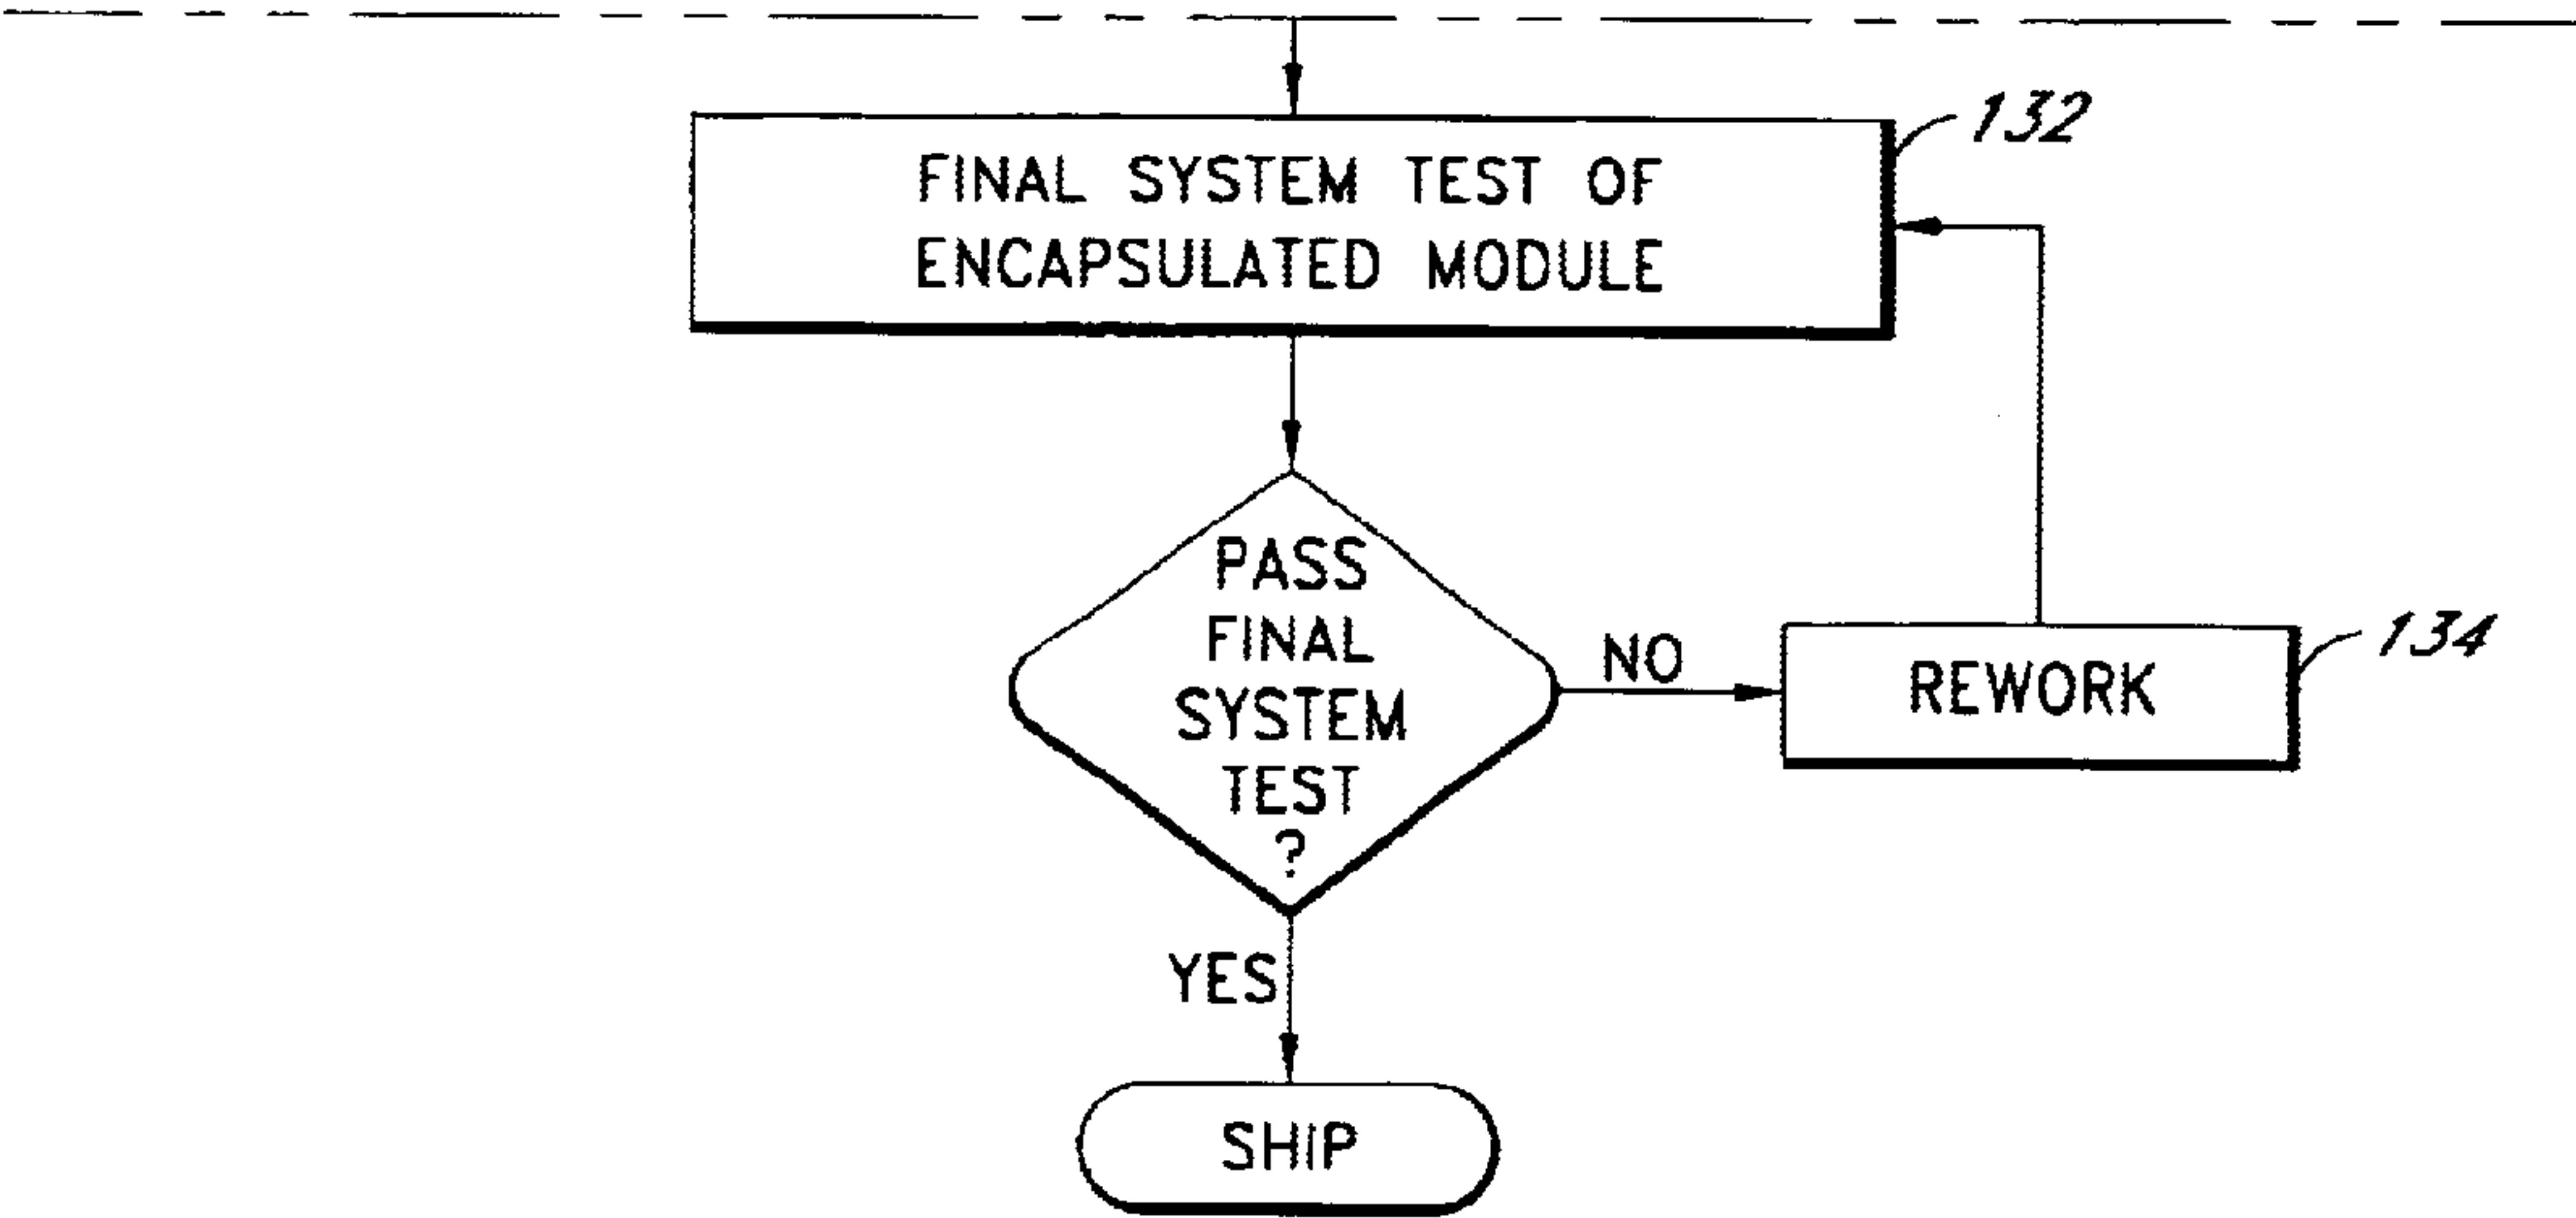 132
FINAL SYSTEM TEST OF
ENCAPSULATED MODULE
PASS
FINAL
SYSTEM
TEST
?
NO
REWORK
134
YES
SHIP